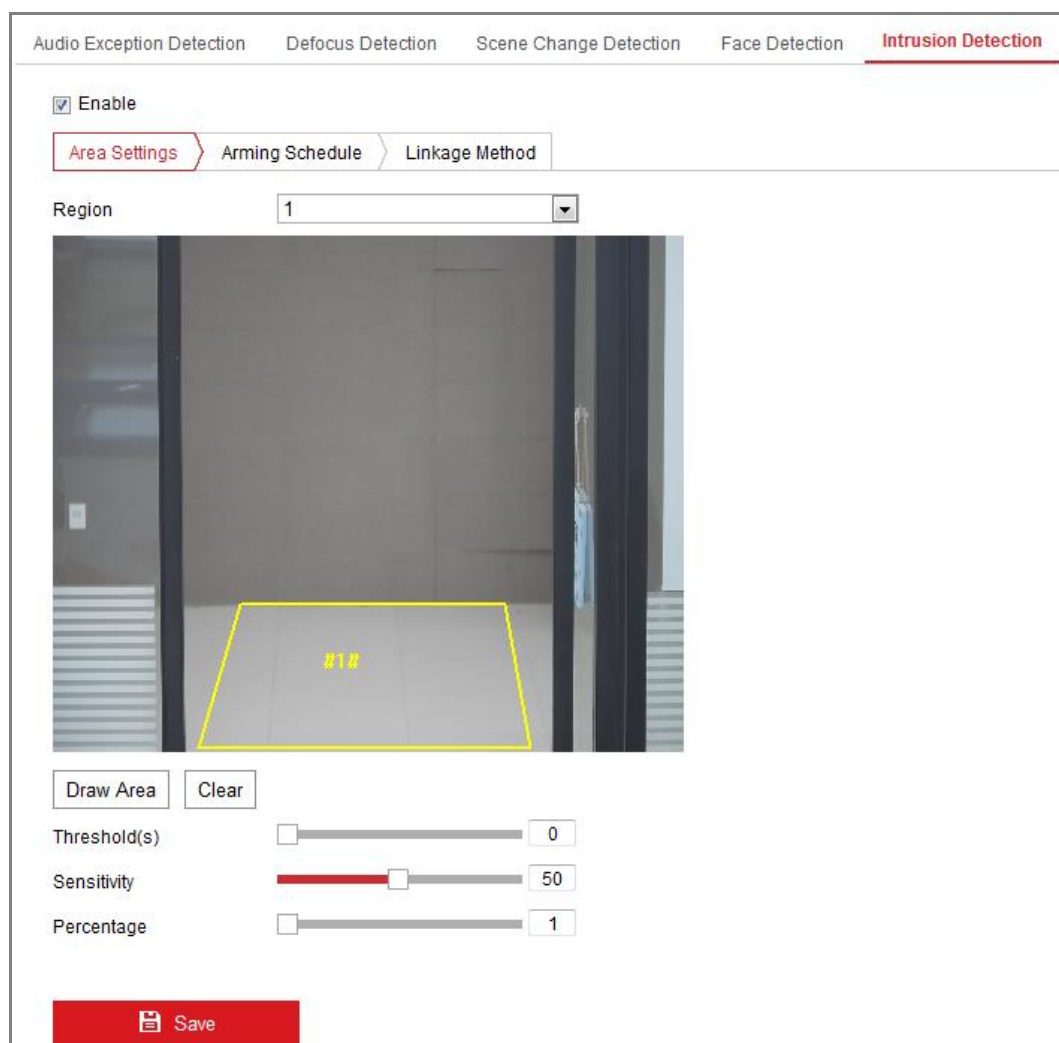 Audio Exception Detection Defocus Detection Scene Change Detection Face Detection Intrusion Detection
Enable
Area Settings Arming Schedule Linkage Method
Region 1
#1#
Draw Area Clear
Threshold(s) 0
Sensitivity 50
Percentage 1
Save